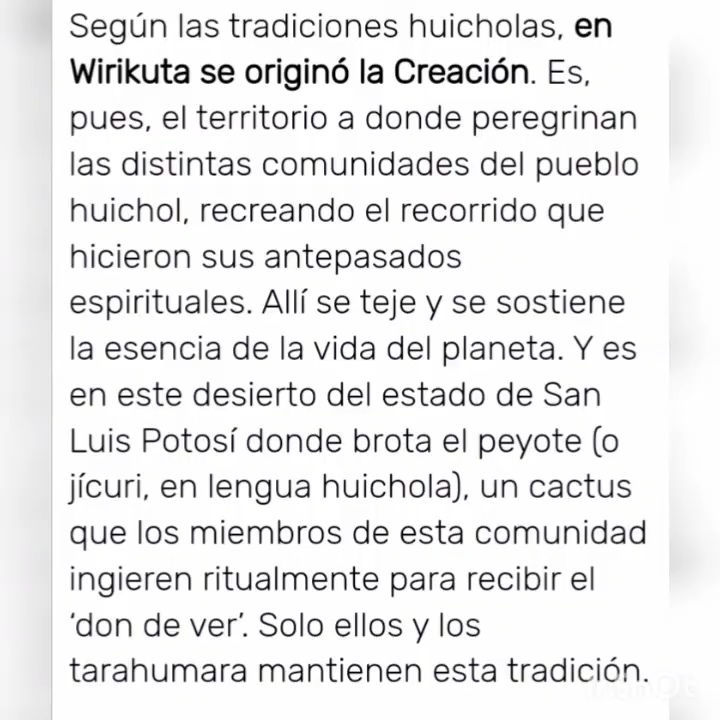 Según las tradiciones huicholas, en
Wirikuta se originó la Creación. Es,
pues, el territorio a donde peregrinan
las distintas comunidades del pueblo
huichol, recreando el recorrido que
hicieron sus antepasados
espirituales. Allí se teje y se sostiene
la esencia de la vida del planeta. Y es
en este desierto del estado de San
Luis Potosí donde brota el peyote (o
jícuri, en lengua huichola), un cactus
que los miembros de esta comunidad
ingieren ritualmente para recibir el
‘don de ver’. Solo ellos y los
tarahumara mantienen esta tradición.